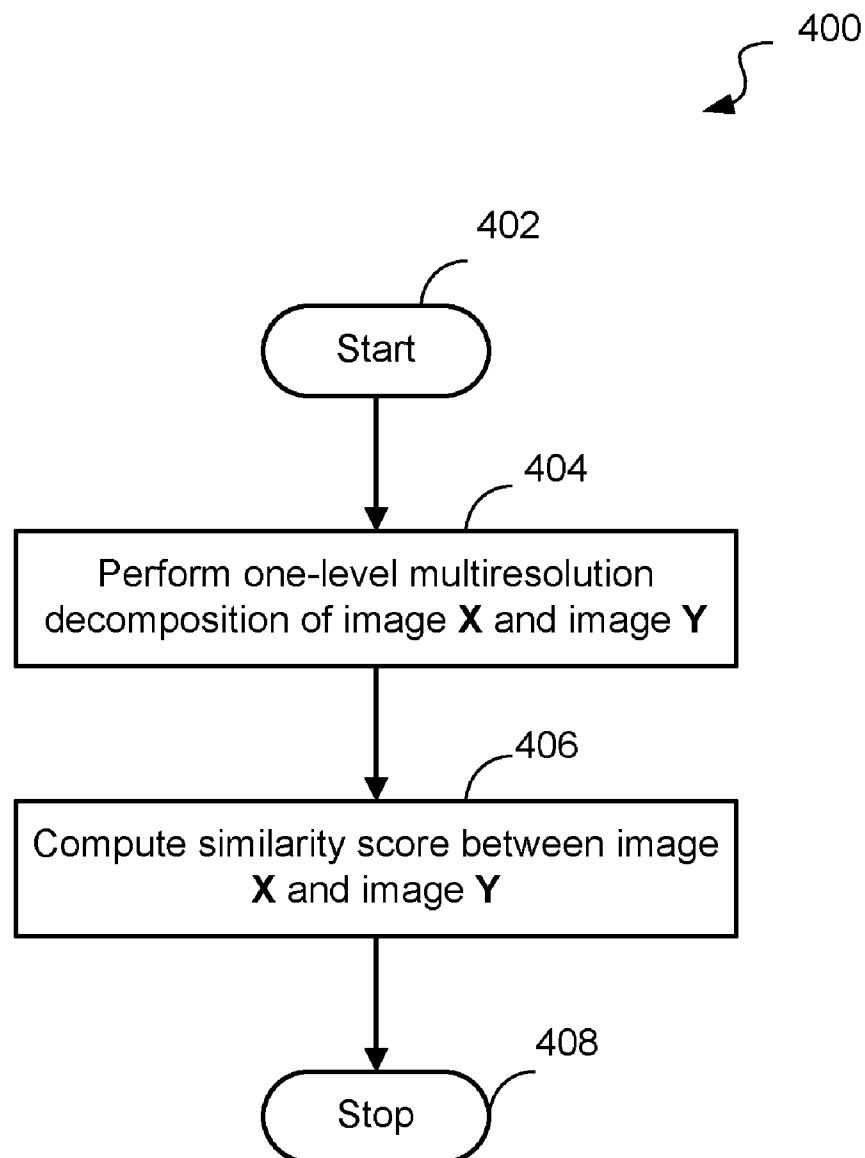 400
402
Start
404
Perform one-level multiresolution
decomposition of image X and image Y
406
Compute similarity score between image
X and image Y
408
Stop